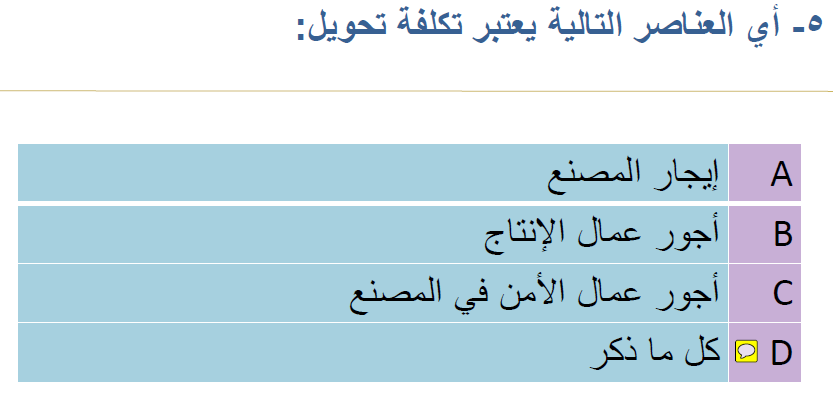 ٥- أي العناصر التالية يعتبر تكلفة تحويل:
A إيجار المصنع
B أجور عمال الإنتاج
C أجور عمال الأمن في المصنع
D كل ما ذكر